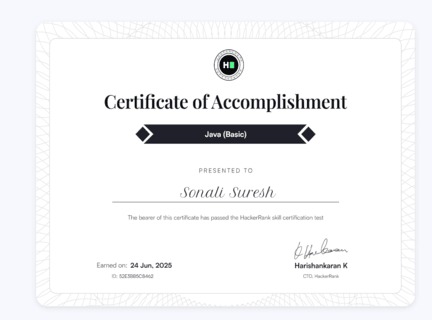 H
Certificate of Accomplishment
Java (Basic)
PRESENTED TO
Sonali Suresh
The bearer of this certificate has passed the HackerRank skill certification test
Earned on: 24 Jun, 2025
Harishankaran K
ID:
CTO, HackerRank